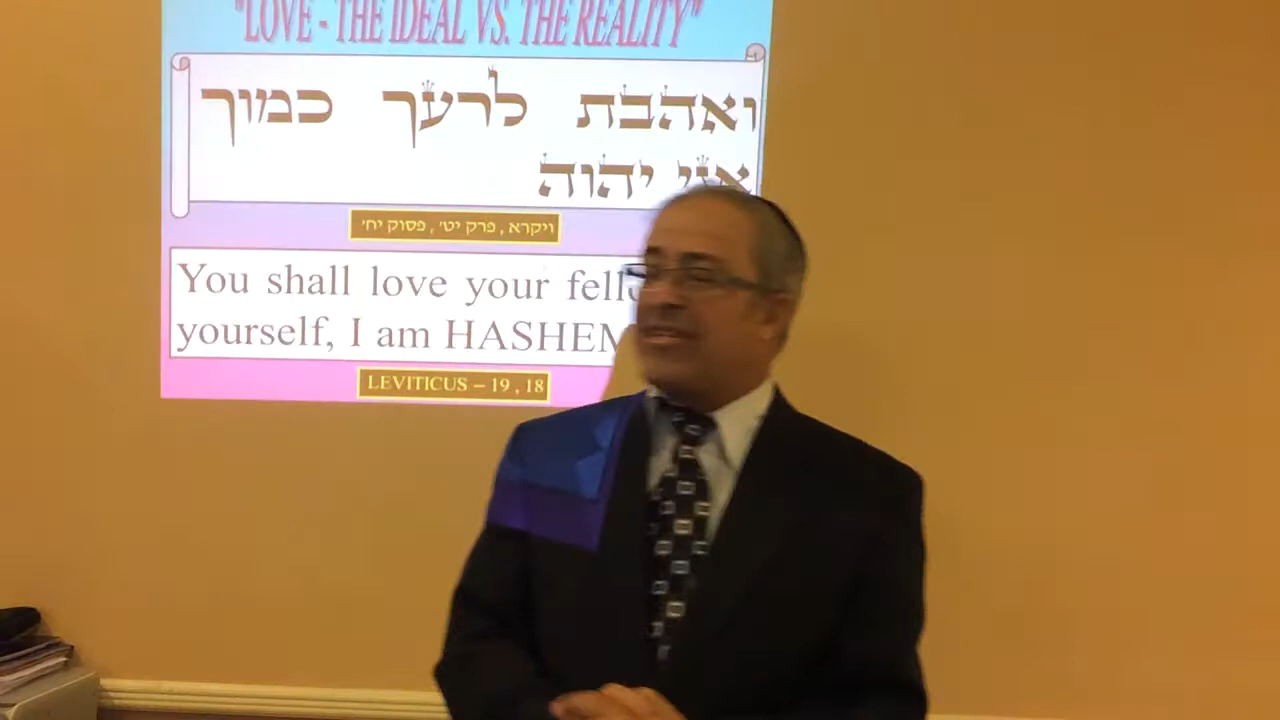 "LOVE - THE IDEAL VS. THE REALITY"
ואהבת לרעך כמוך
אני יהוה
ויקרא , פרק יט' , פסוק יח'
You shall love your
yourself, I am HASHEM
LEVITICUS – 19 , 18